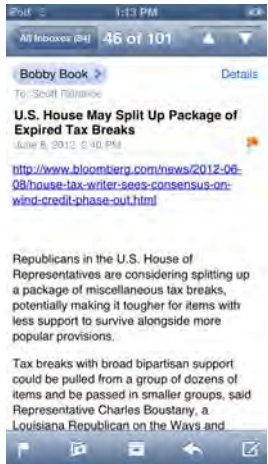 iPod
1:13 PM
All Inboxes (84)
46 of 101
Bobby Book >
Details
To: Scott
U.S. House May Split Up Package of
Expired Tax Breaks
June 8, 2012 2:40 PM
http://www.bloomberg.com/news/2012-06-
08/house-tax-writer-sees-consensus-on-
wind-credit-phase-out.html
Republicans in the U.S. House of
Representatives are considering splitting up
a package of miscellaneous tax breaks,
potentially making it tougher for items with
less support to survive alongside more
popular provisions.
Tax breaks with broad bipartisan support
could be pulled from a group of dozens of
items and be passed in smaller groups, said
Representative Charles Boustany, a
Louisiana Republican on the Ways and